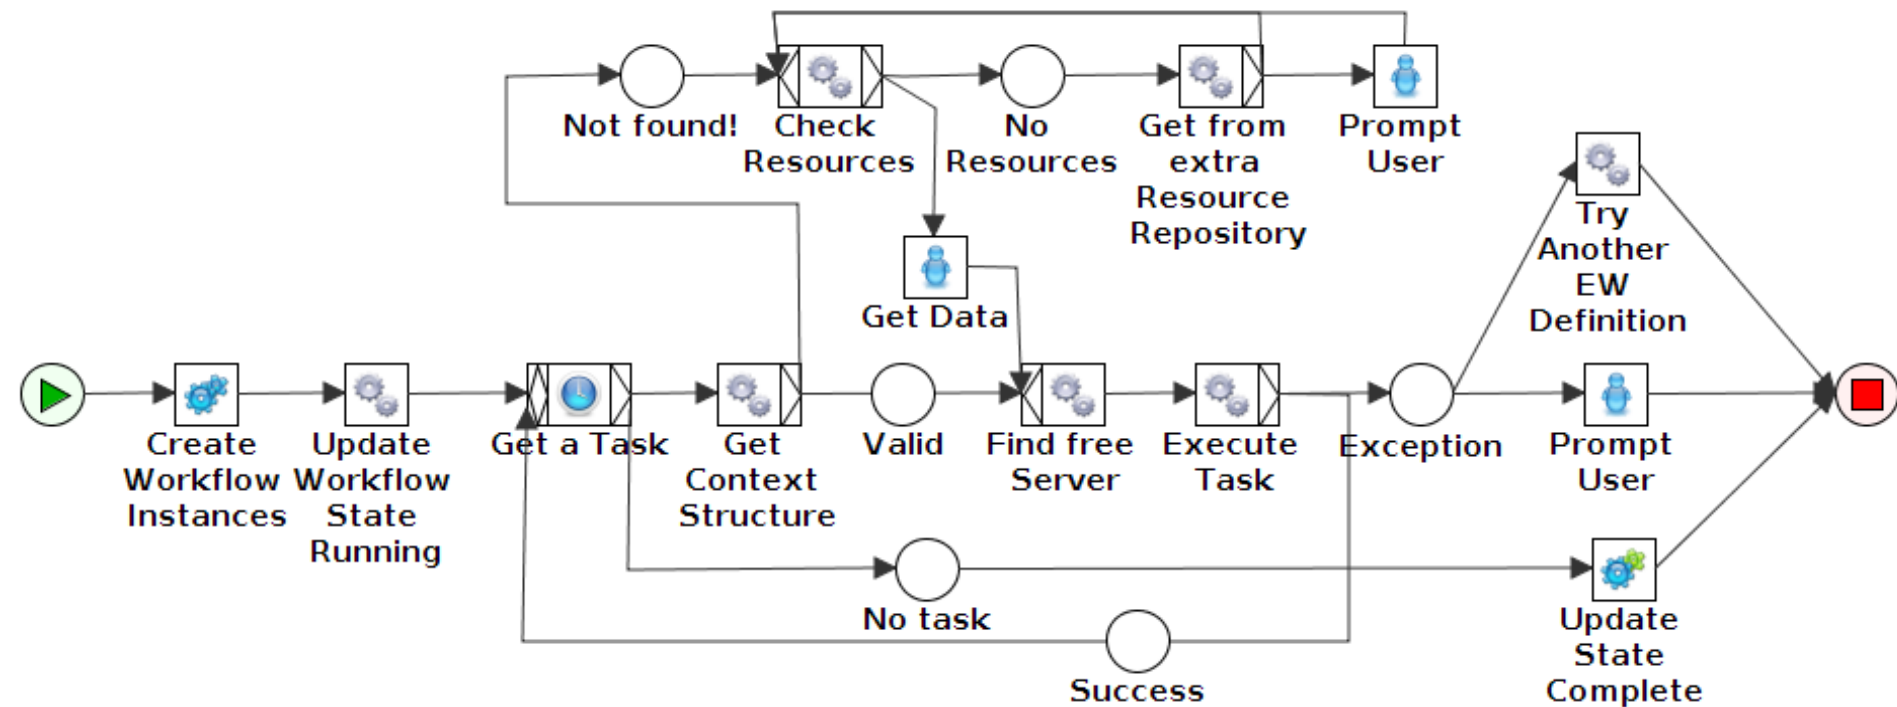 Not found!
Check
Resources
No
Resources
Get from
extra
Resource
Repository
Prompt
User
Try
Another
EW
Definition
Get Data
Create
Workflow
Instances
Update
Workflow
State
Running
Get a Task
Get
Context
Structure
Valid
Find free
Server
Execute
Task
Exception
Prompt
User
No task
Success
Update
State
Complete